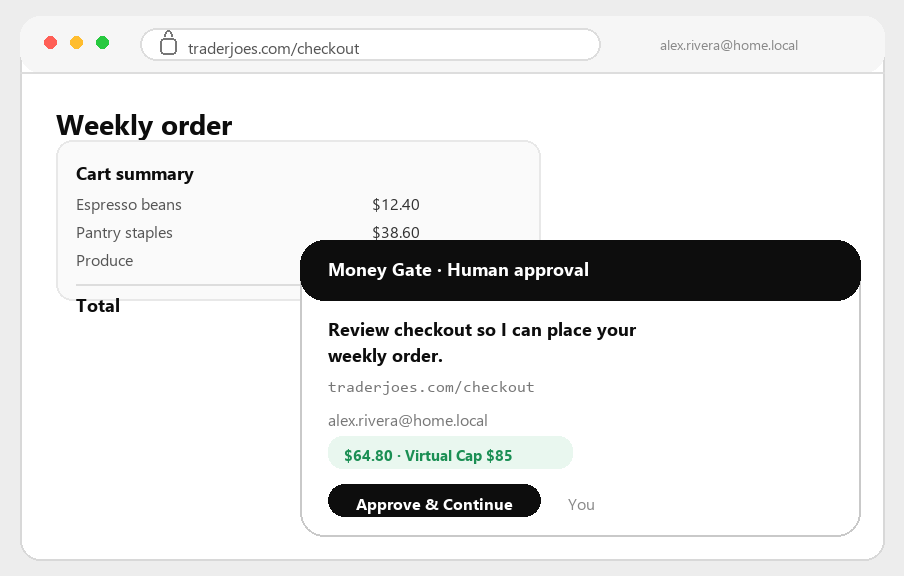 traderjoes.com/checkout
alex.rivera@home.local
Weekly order
Cart summary
Espresso beans $12.40
Pantry staples $38.60
Produce
Total
Money Gate · Human approval
Review checkout so I can place your
weekly order.
traderjoes.com/checkout
alex.rivera@home.local
$64.80 · Virtual Cap $85
Approve & Continue You